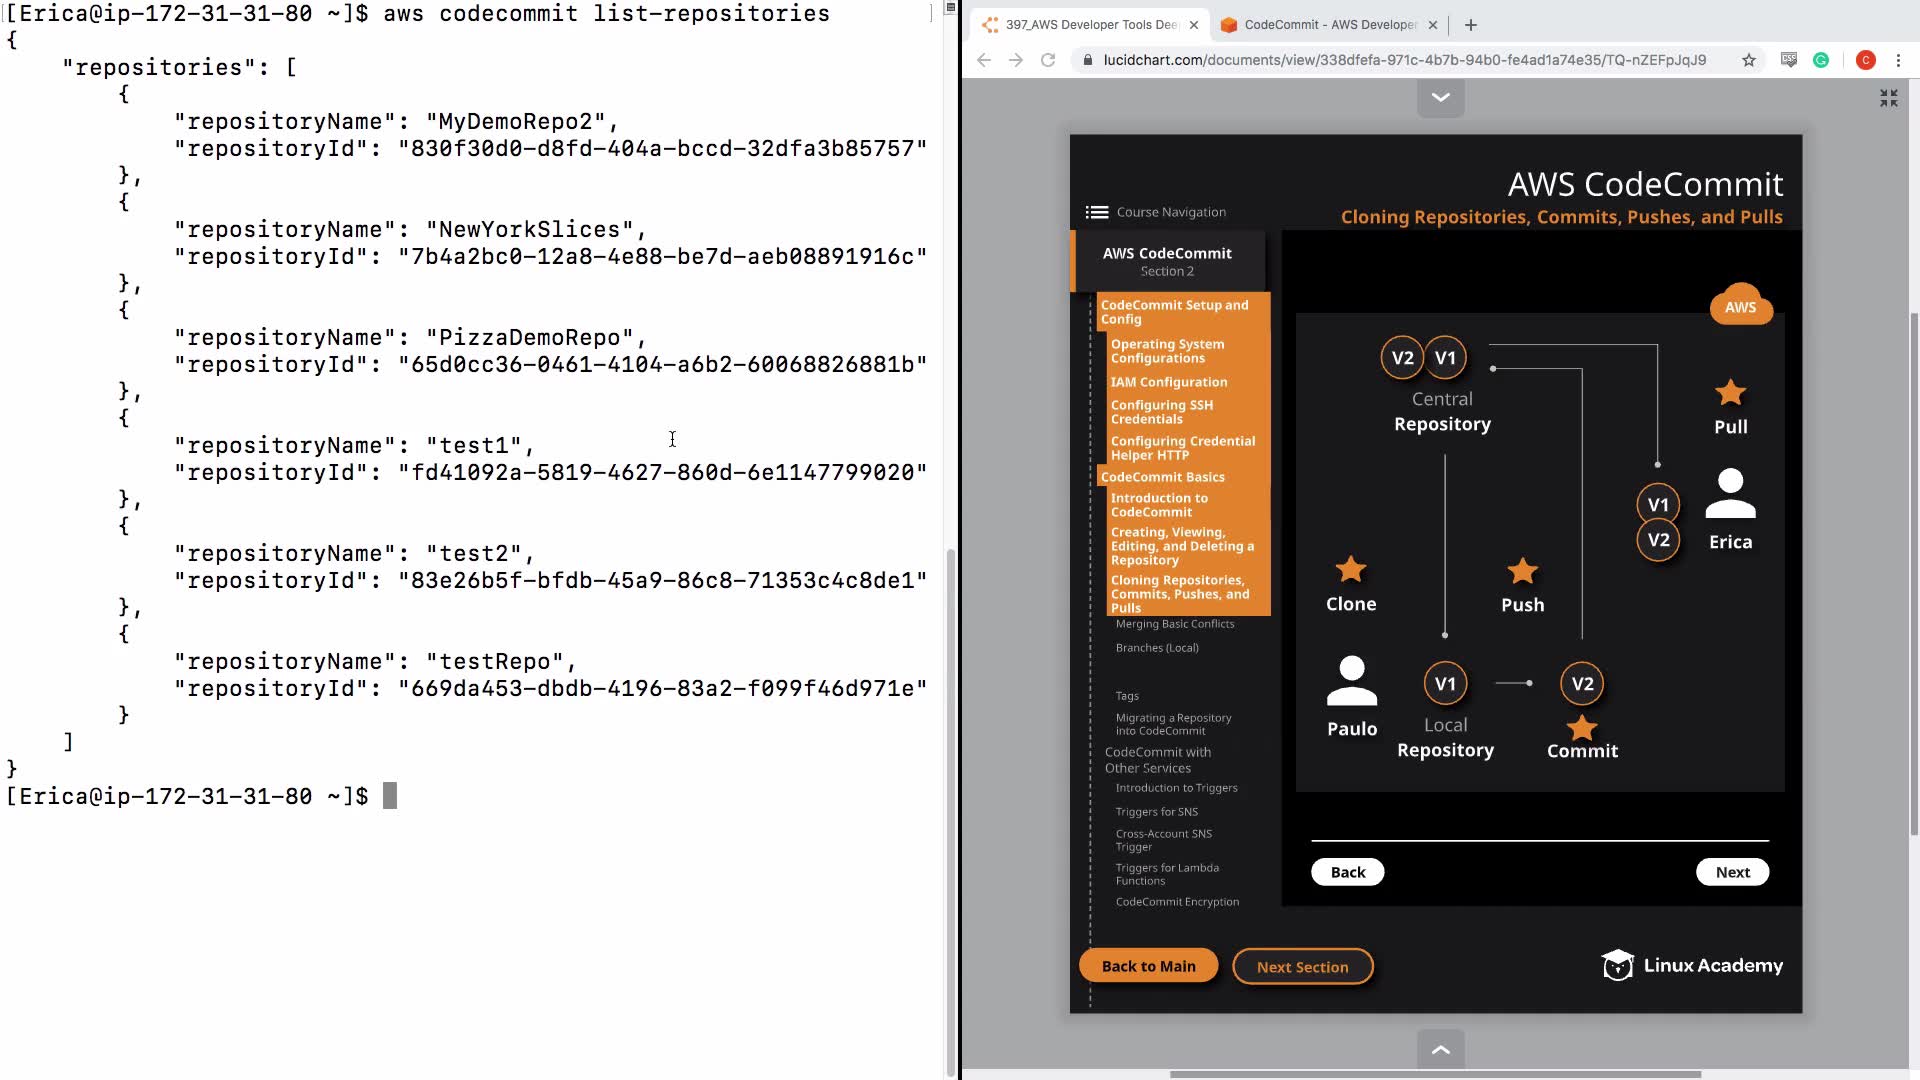 [Erica@ip-172-31-31-80 ~]$ aws codecommit list-repositories
{
"repositories": [
{
"repositoryName": "MyDemoRepo2",
"repositoryId": "830f30d0-d8fd-404a-bccd-32dfa3b85757"
},
{
"repositoryName": "NewYorkSlices",
"repositoryId": "7b4a2bc0-12a8-4e88-be7d-aeb08891916c"
},
{
"repositoryName": "PizzaDemoRepo",
"repositoryId": "65d0cc36-0461-4104-a6b2-60068826881b"
},
{
"repositoryName": "test1",
"repositoryId": "fd41092a-5819-4627-860d-6e1147799020"
},
{
"repositoryName": "test2",
"repositoryId": "83e26b5f-bfdb-45a9-86c8-71353c4c8de1"
},
{
"repositoryName": "testRepo",
"repositoryId": "669da453-dbdb-4196-83a2-f099f46d971e"
}
]
}
[Erica@ip-172-31-31-80 ~]$
397_AWS Developer Tools Dee
CodeCommit - AWS Developer
lucidchart.com/documents/view/338dfefa-971c-4b7b-94b0-fe4ad1a74e35/TQ-nZEFpJqJ9
C
AWS CodeCommit
Cloning Repositories, Commits, Pushes, and Pulls
Course Navigation
AWS CodeCommit
Section 2
CodeCommit Setup and
Config
Operating System
Configurations
IAM Configuration
Configuring SSH
Credentials
Configuring Credential
Helper HTTP
CodeCommit Basics
Introduction to
CodeCommit
Creating, Viewing,
Editing, and Deleting a
Repository
Cloning Repositories,
Commits, Pushes, and
Pulls
Merging Basic Conflicts
Branches (Local)
Tags
Migrating a Repository
into CodeCommit
CodeCommit with
Other Services
Introduction to Triggers
Triggers for SNS
Cross-Account SNS
Trigger
Triggers for Lambda
Functions
CodeCommit Encryption
AWS
V2 V1
Central
Repository
Pull
V1
V2
Erica
Clone
Push
Paulo
V1
Local
Repository
V2
Commit
Back
Next
Back to Main
Next Section
Linux Academy